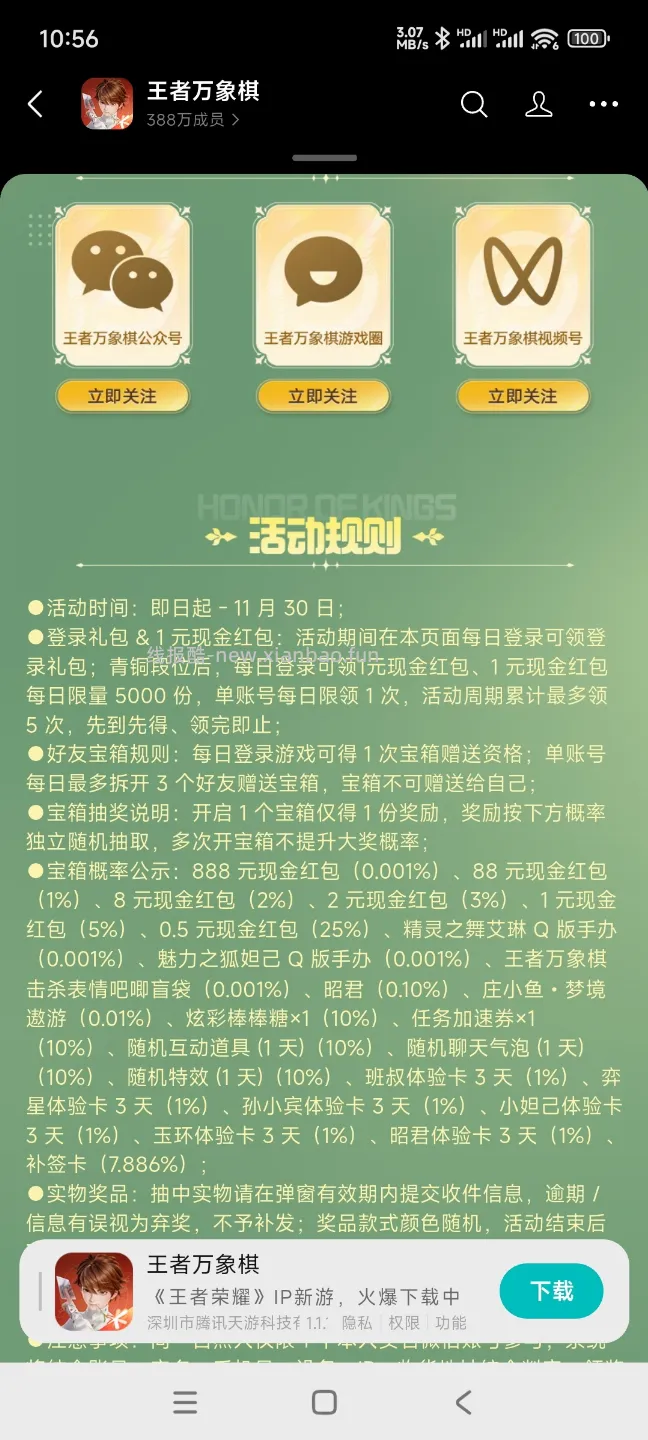 10:56
3.07 MB/s HD HD 6 100
王者万象棋
388万成员
王者万象棋公众号 王者万象棋游戏圈 王者万象棋视频号
立即关注 立即关注 立即关注
HONOR OF KINGS
活动规则
●活动时间：即日起 - 11 月 30 日；
●登录礼包 & 1 元现金红包：活动期间在本页面每日登录可领登
线报酷-new.xianbao.fun
录礼包；青铜段位后，每日登录可领1元现金红包、1 元现金红包
每日限量 5000 份，单账号每日限领 1 次，活动周期累计最多领
5 次，先到先得、领完即止；
●好友宝箱规则：每日登录游戏可得 1 次宝箱赠送资格；单账号
每日最多拆开 3 个好友赠送宝箱，宝箱不可赠送给自己；
●宝箱抽奖说明：开启 1 个宝箱仅得 1 份奖励，奖励按下方概率
独立随机抽取，多次开宝箱不提升大奖概率；
●宝箱概率公示：888 元现金红包（0.001%）、88 元现金红包
（1%）、8 元现金红包（2%）、2 元现金红包（3%）、1 元现金
红包（5%）、0.5 元现金红包（25%）、精灵之舞艾琳 Q 版手办
（0.001%）、魅力之狐妲己 Q 版手办（0.001%）、王者万象棋
击杀表情吧唧盲袋（0.001%）、昭君（0.10%）、庄小鱼・梦境
遨游（0.01%）、炫彩棒棒糖×1（10%）、任务加速券×1
（10%）、随机互动道具 (1 天)（10%）、随机聊天气泡 (1 天)
（10%）、随机特效 (1 天)（10%）、班叔体验卡 3 天（1%）、弈
星体验卡 3 天（1%）、孙小宾体验卡 3 天（1%）、小妲己体验卡
3 天（1%）、玉环体验卡 3 天（1%）、昭君体验卡 3 天（1%）、
补签卡（7.886%）；
●实物奖品：抽中实物请在弹窗有效期内提交收件信息，逾期 /
信息有误视为弃奖，不予补发；奖品款式颜色随机，活动结束后
王者万象棋
《王者荣耀》IP新游，火爆下载中
深圳市腾讯天游科技 1.1. 隐私 权限 功能
下载